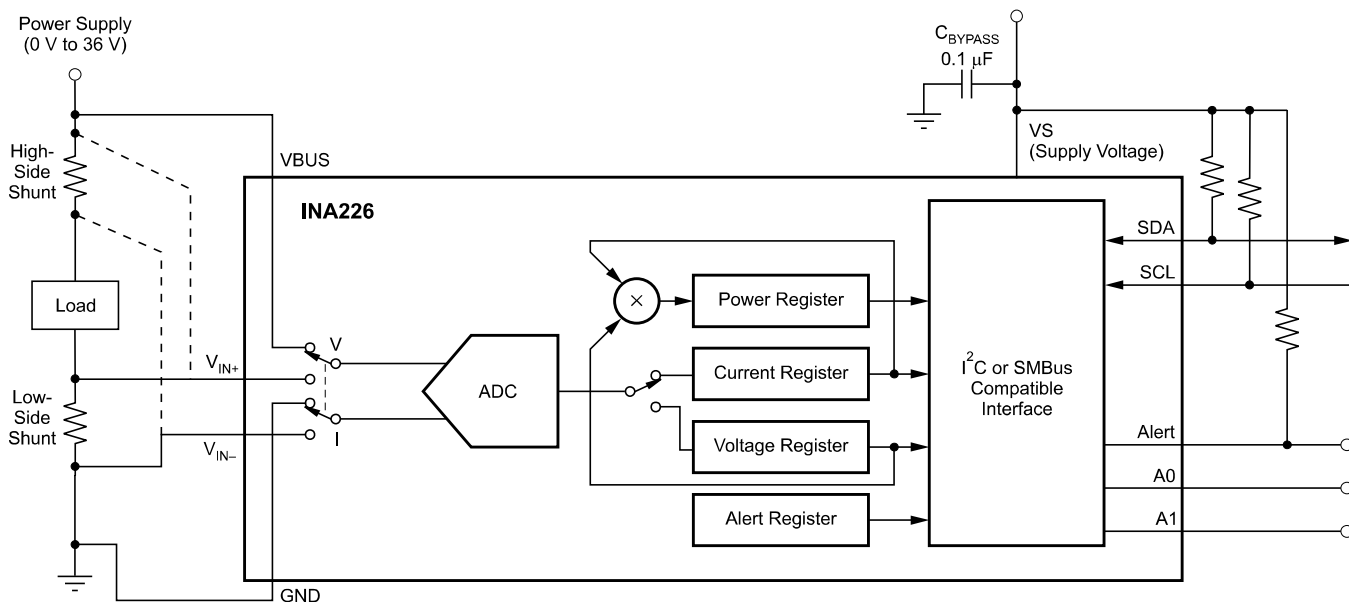 Power Supply
(0 V to 36 V)
C_BYPASS
0.1 μF
VS
(Supply Voltage)
High-
Side
Shunt
VBUS
INA226
SDA
SCL
Load
×
Power Register
V
V_IN+
ADC
Current Register
I²C or SMBus
Compatible
Interface
Low-
Side
Shunt
I
V_IN–
Voltage Register
Alert
A0
Alert Register
A1
GND